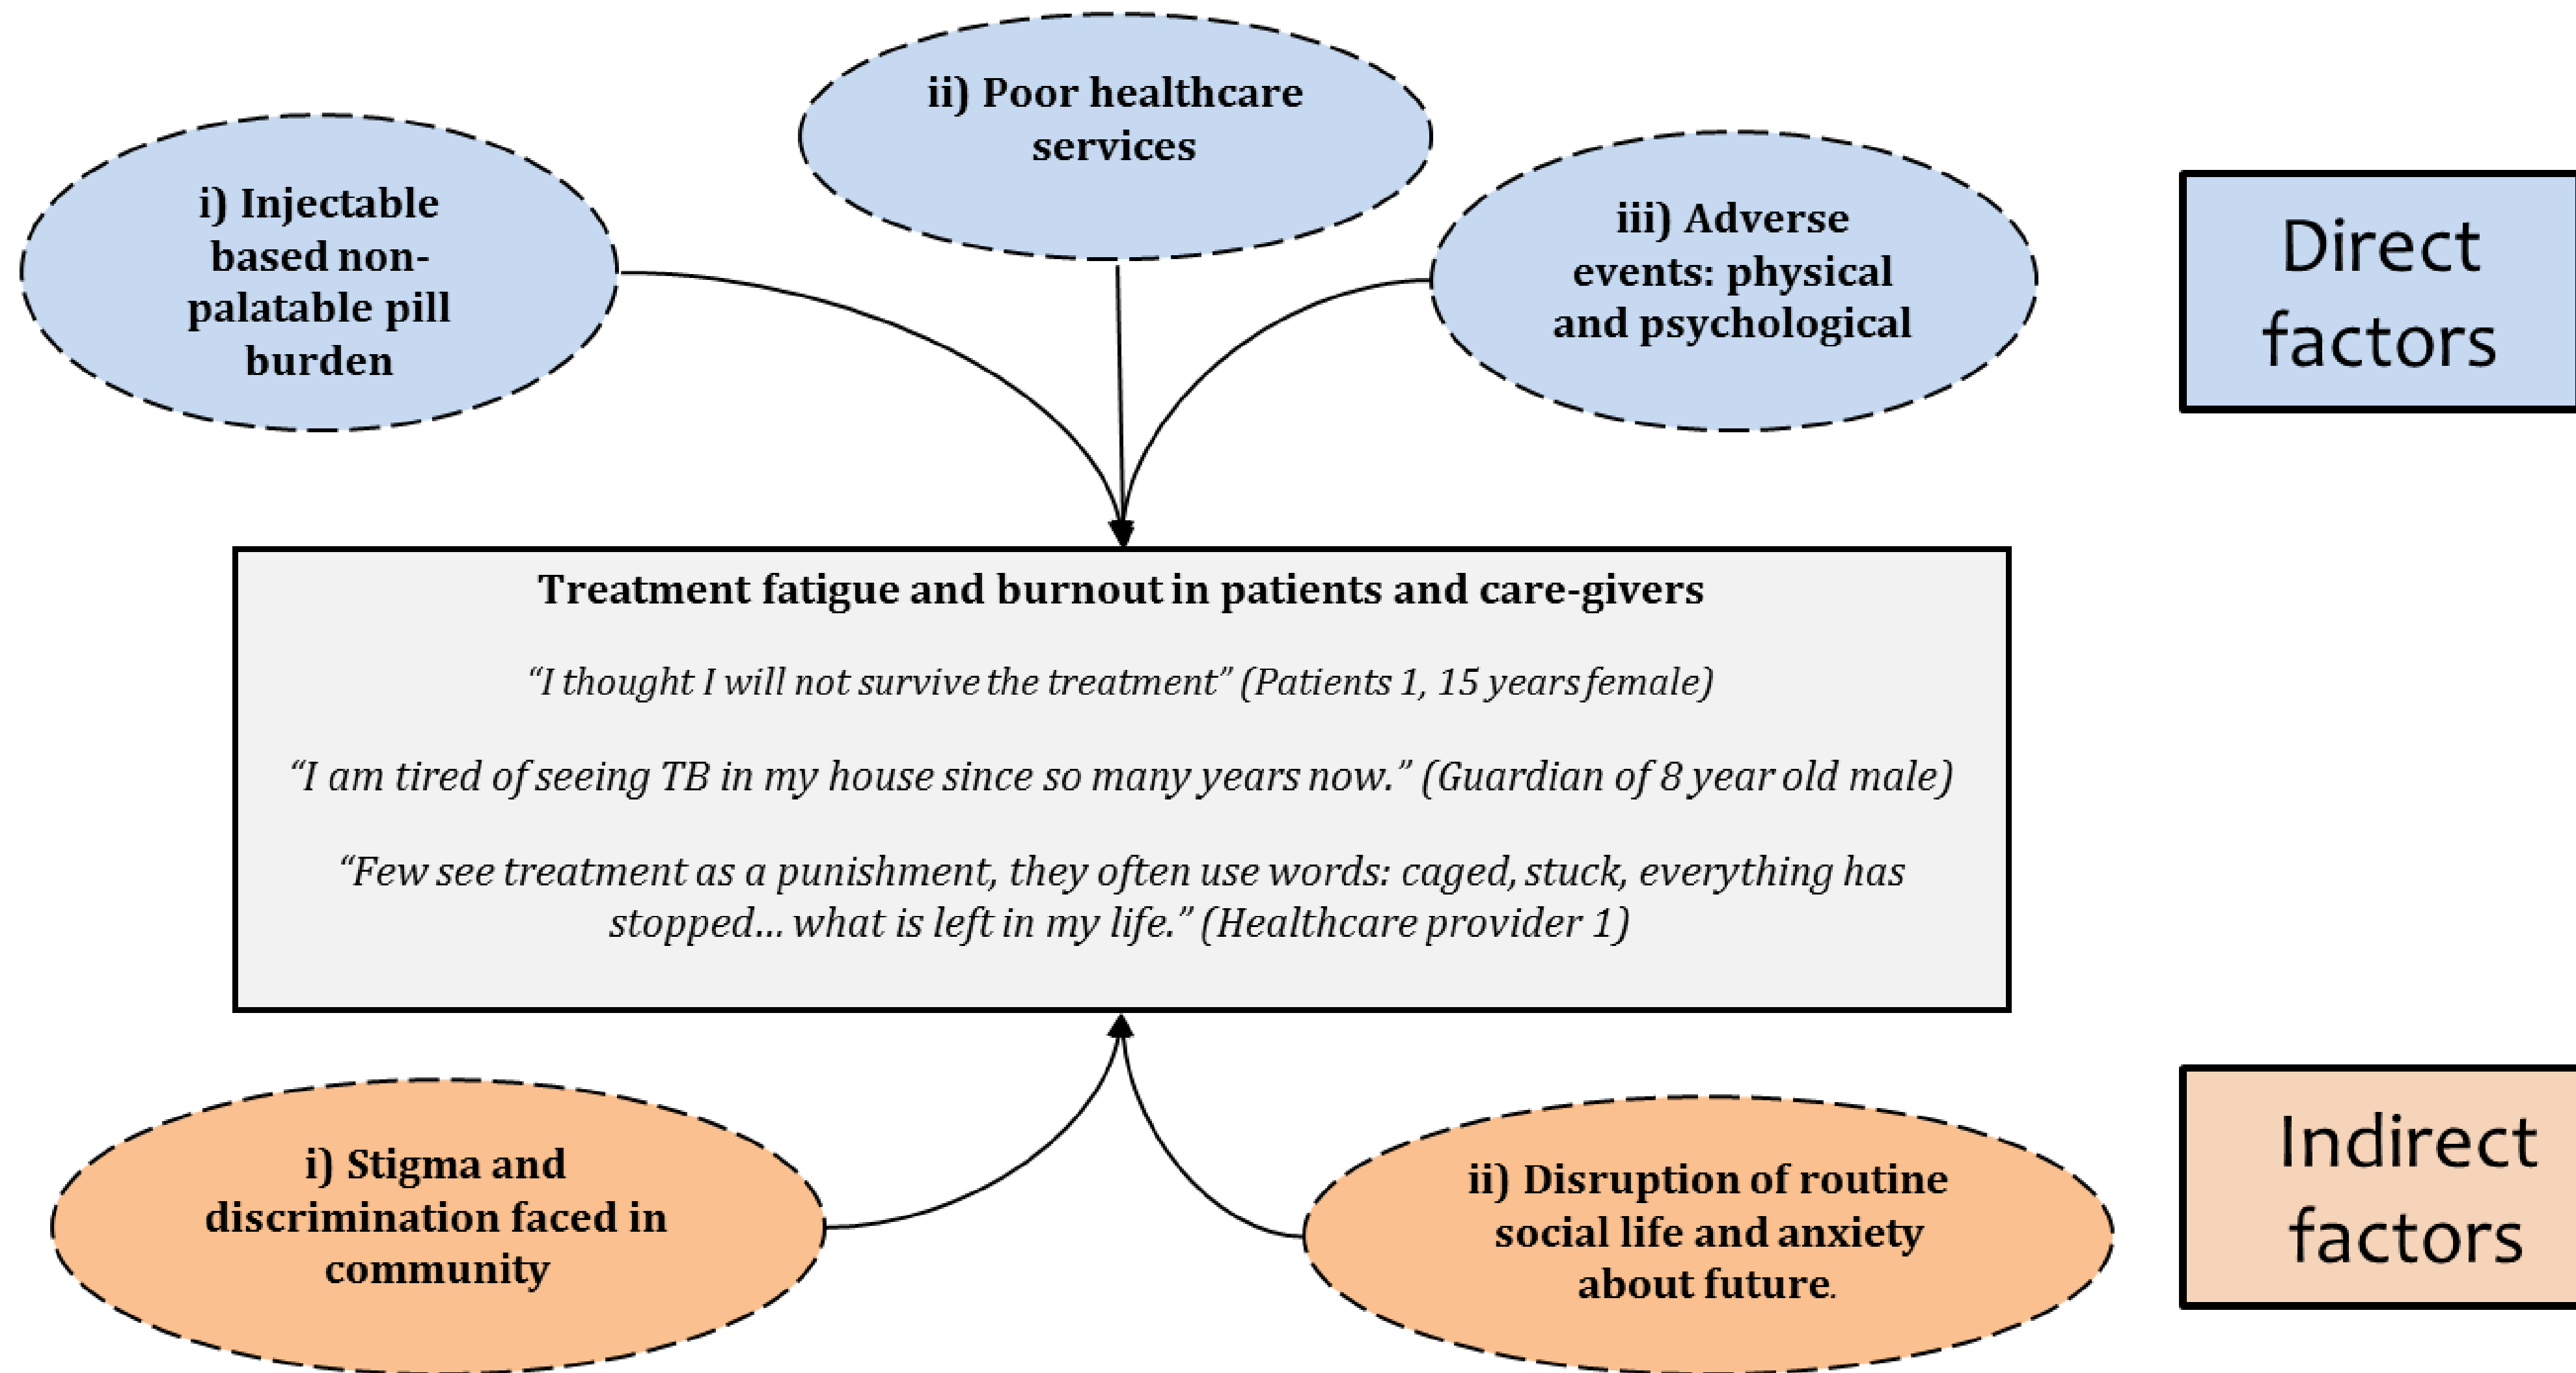 ii) Poor healthcare
services
i) Injectable
based non-
palatable pill
burden
iii) Adverse
events: physical
and psychological
Direct
factors
Treatment fatigue and burnout in patients and care-givers
“I thought I will not survive the treatment” (Patients 1, 15 years female)
“I am tired of seeing TB in my house since so many years now.” (Guardian of 8 year old male)
“Few see treatment as a punishment, they often use words: caged, stuck, everything has
stopped… what is left in my life.” (Healthcare provider 1)
i) Stigma and
discrimination faced in
community
ii) Disruption of routine
social life and anxiety
about future.
Indirect
factors